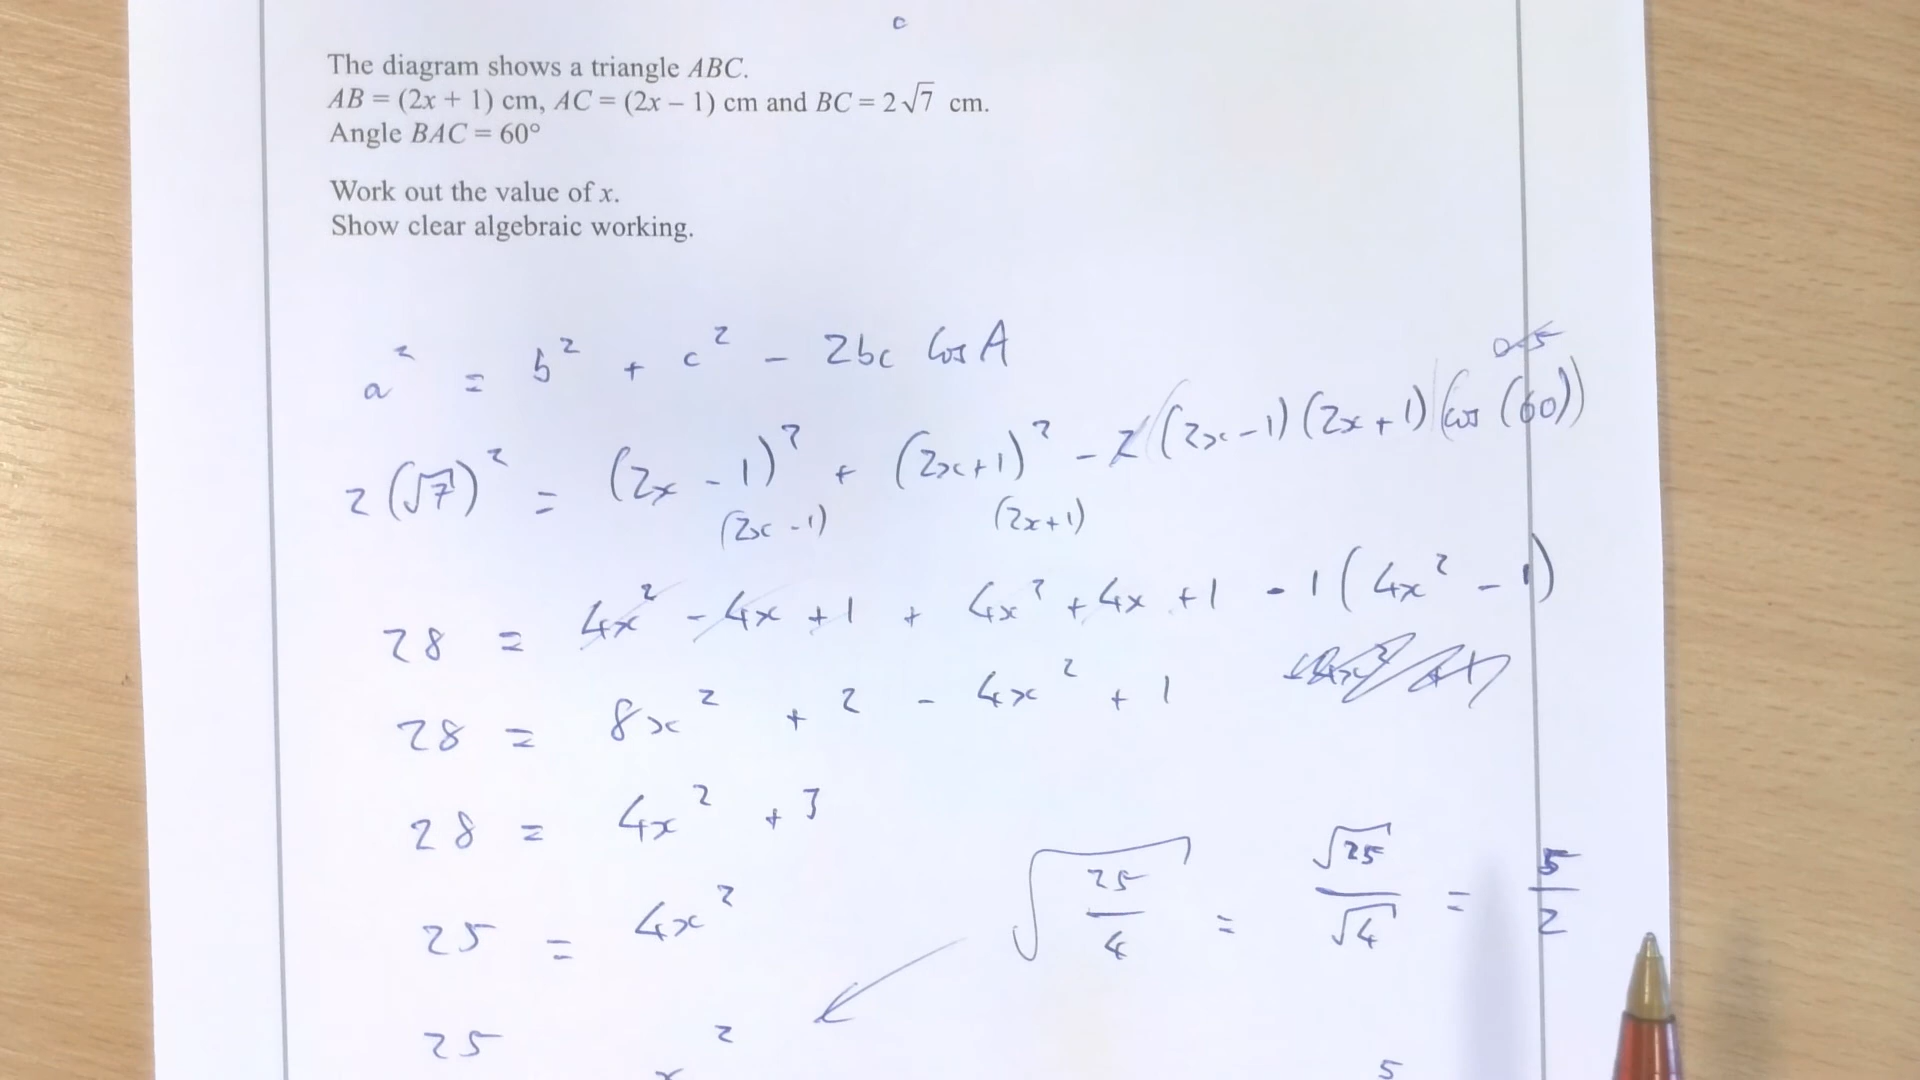 c
The diagram shows a triangle ABC.
AB = (2x + 1) cm, AC = (2x – 1) cm and BC = 2√7 cm.
Angle BAC = 60°
Work out the value of x.
Show clear algebraic working.
a² = b² + c² - 2bc Cos A
0.5
2(√7)² = (2x - 1)² + (2x+1)² - 2(2x-1)(2x+1)(Cos(60))
(2x - 1) (2x+1)
28 = 4x² - 4x + 1 + 4x² + 4x + 1 - 1(4x² - 1)
28 = 8x² + 2 - 4x² + 1
28 = 4x² + 3
25 = 4x²
√(25/4) = √25/√4 = 5/2
25 x²
5